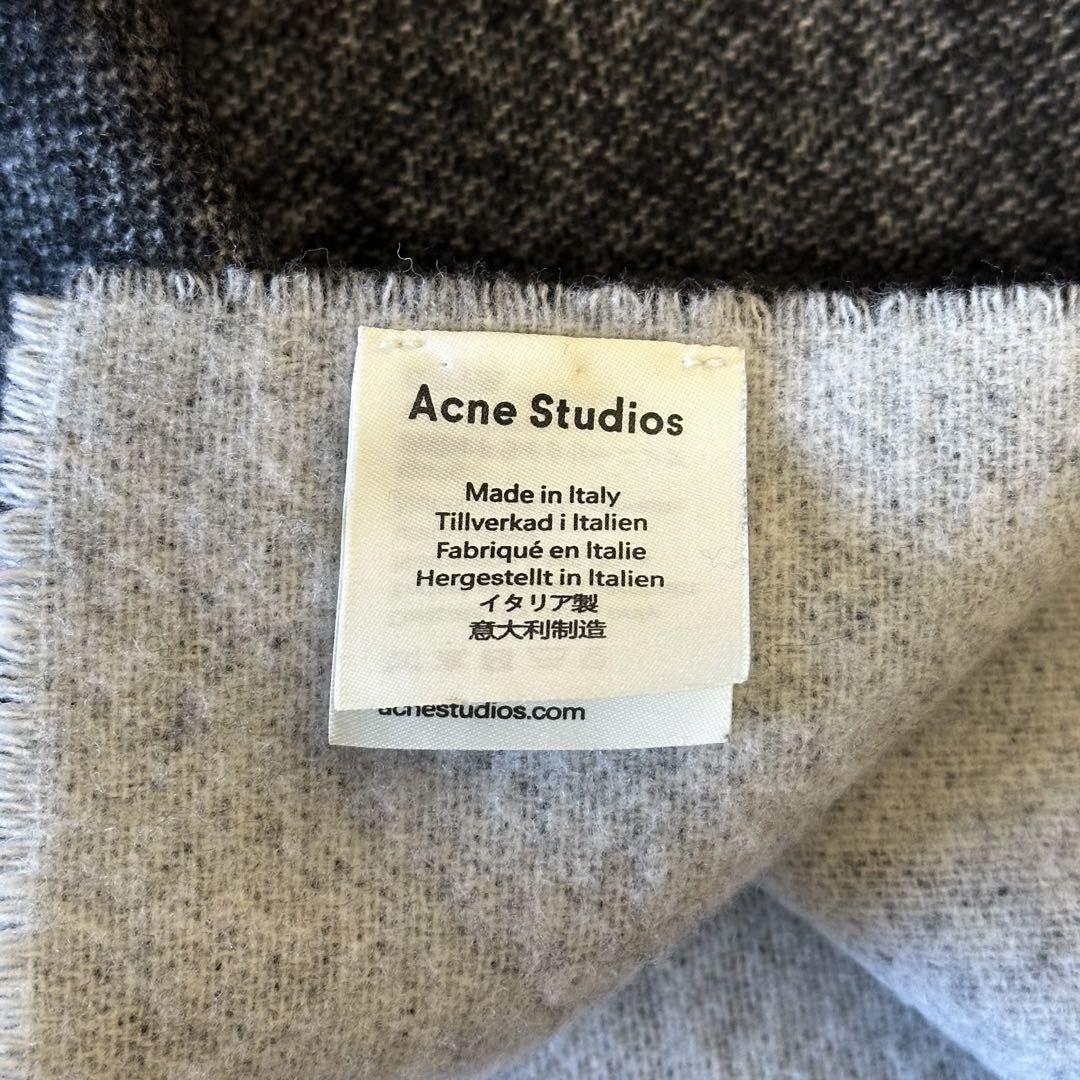 Acne Studios
Made in Italy
Tillverkad i Italien
Fabriqué en Italie
Hergestellt in Italien
イタリア製
意大利制造
acnestudios.com